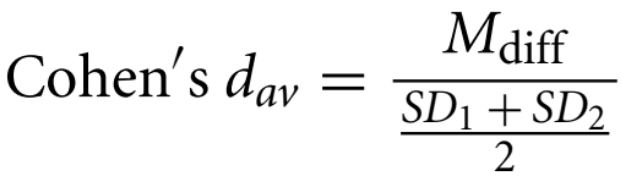 Cohen's d_av = M_diff / ((SD_1 + SD_2) / 2)